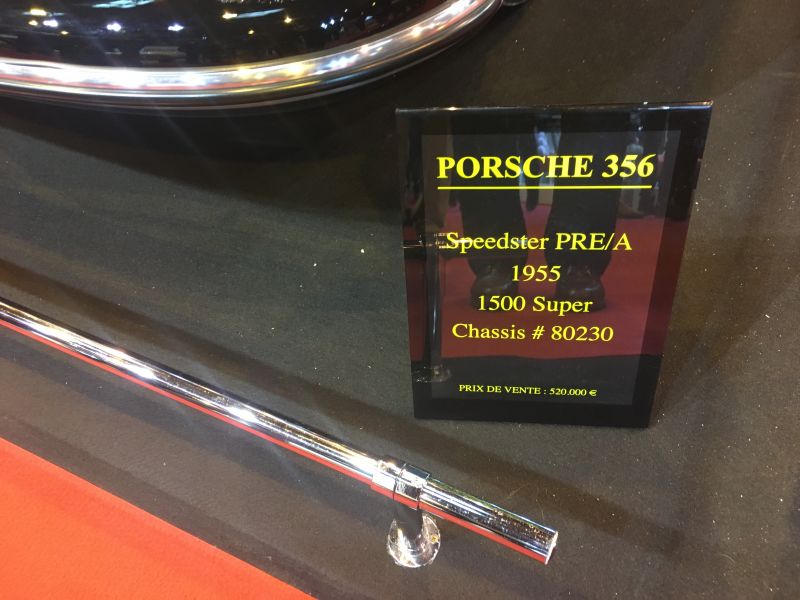 PORSCHE 356
Speedster PRE/A
1955
1500 Super
Chassis # 80230
PRIX DE VENTE : 520.000 €